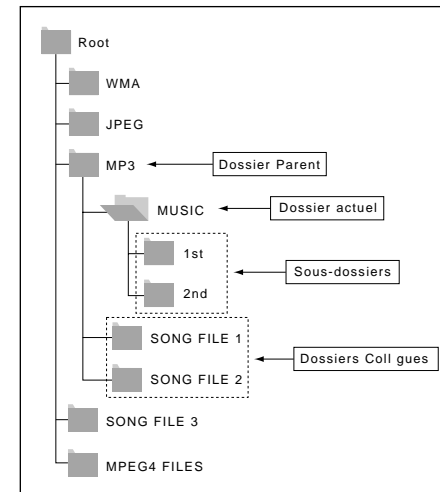 Root
WMA
JPEG
MP3
Dossier Parent
MUSIC
Dossier actuel
1st
Sous-dossiers
2nd
SONG FILE 1
Dossiers Coll gues
SONG FILE 2
SONG FILE 3
MPEG4 FILES